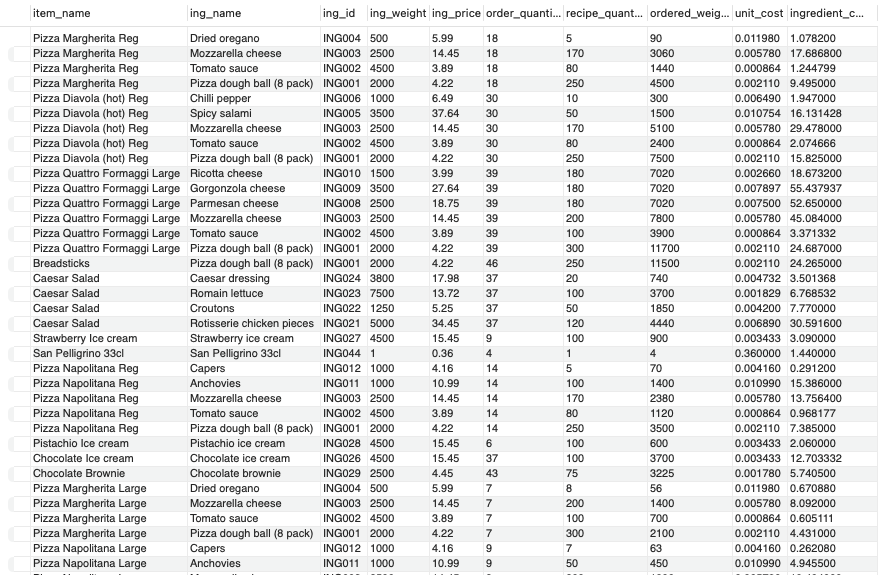 item_name ing_name ing_id ing_weight ing_price order_quanti... recipe_quant... ordered_weig... unit_cost ingredient_c...
Pizza Margherita Reg Dried oregano ING004 500 5.99 18 5 90 0.011980 1.078200
Pizza Margherita Reg Mozzarella cheese ING003 2500 14.45 18 170 3060 0.005780 17.686800
Pizza Margherita Reg Tomato sauce ING002 4500 3.89 18 80 1440 0.000864 1.244799
Pizza Margherita Reg Pizza dough ball (8 pack) ING001 2000 4.22 18 250 4500 0.002110 9.495000
Pizza Diavola (hot) Reg Chilli pepper ING006 1000 6.49 30 10 300 0.006490 1.947000
Pizza Diavola (hot) Reg Spicy salami ING005 3500 37.64 30 50 1500 0.010754 16.131428
Pizza Diavola (hot) Reg Mozzarella cheese ING003 2500 14.45 30 170 5100 0.005780 29.478000
Pizza Diavola (hot) Reg Tomato sauce ING002 4500 3.89 30 80 2400 0.000864 2.074666
Pizza Diavola (hot) Reg Pizza dough ball (8 pack) ING001 2000 4.22 30 250 7500 0.002110 15.825000
Pizza Quattro Formaggi Large Ricotta cheese ING010 1500 3.99 39 180 7020 0.002660 18.673200
Pizza Quattro Formaggi Large Gorgonzola cheese ING009 3500 27.64 39 180 7020 0.007897 55.437937
Pizza Quattro Formaggi Large Parmesan cheese ING008 2500 18.75 39 180 7020 0.007500 52.650000
Pizza Quattro Formaggi Large Mozzarella cheese ING003 2500 14.45 39 200 7800 0.005780 45.084000
Pizza Quattro Formaggi Large Tomato sauce ING002 4500 3.89 39 100 3900 0.000864 3.371332
Pizza Quattro Formaggi Large Pizza dough ball (8 pack) ING001 2000 4.22 39 300 11700 0.002110 24.687000
Breadsticks Pizza dough ball (8 pack) ING001 2000 4.22 46 250 11500 0.002110 24.265000
Caesar Salad Caesar dressing ING024 3800 17.98 37 20 740 0.004732 3.501368
Caesar Salad Romain lettuce ING023 7500 13.72 37 100 3700 0.001829 6.768532
Caesar Salad Croutons ING022 1250 5.25 37 50 1850 0.004200 7.770000
Caesar Salad Rotisserie chicken pieces ING021 5000 34.45 37 120 4440 0.006890 30.591600
Strawberry Ice cream Strawberry ice cream ING027 4500 15.45 9 100 900 0.003433 3.090000
San Pelligrino 33cl San Pelligrino 33cl ING044 1 0.36 4 1 4 0.360000 1.440000
Pizza Napolitana Reg Capers ING012 1000 4.16 14 5 70 0.004160 0.291200
Pizza Napolitana Reg Anchovies ING011 1000 10.99 14 100 1400 0.010990 15.386000
Pizza Napolitana Reg Mozzarella cheese ING003 2500 14.45 14 170 2380 0.005780 13.756400
Pizza Napolitana Reg Tomato sauce ING002 4500 3.89 14 80 1120 0.000864 0.968177
Pizza Napolitana Reg Pizza dough ball (8 pack) ING001 2000 4.22 14 250 3500 0.002110 7.385000
Pistachio Ice cream Pistachio ice cream ING028 4500 15.45 6 100 600 0.003433 2.060000
Chocolate Ice cream Chocolate ice cream ING026 4500 15.45 37 100 3700 0.003433 12.703332
Chocolate Brownie Chocolate brownie ING029 2500 4.45 43 75 3225 0.001780 5.740500
Pizza Margherita Large Dried oregano ING004 500 5.99 7 8 56 0.011980 0.670880
Pizza Margherita Large Mozzarella cheese ING003 2500 14.45 7 200 1400 0.005780 8.092000
Pizza Margherita Large Tomato sauce ING002 4500 3.89 7 100 700 0.000864 0.605111
Pizza Margherita Large Pizza dough ball (8 pack) ING001 2000 4.22 7 300 2100 0.002110 4.431000
Pizza Napolitana Large Capers ING012 1000 4.16 9 7 63 0.004160 0.262080
Pizza Napolitana Large Anchovies ING011 1000 10.99 9 50 450 0.010990 4.945500